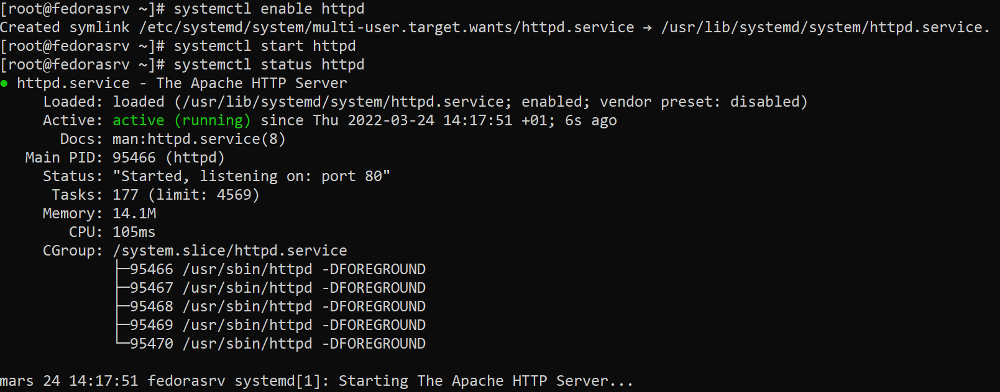 [root@fedorasrv ~]# systemctl enable httpd
Created symlink /etc/systemd/system/multi-user.target.wants/httpd.service → /usr/lib/systemd/system/httpd.service.
[root@fedorasrv ~]# systemctl start httpd
[root@fedorasrv ~]# systemctl status httpd
● httpd.service - The Apache HTTP Server
     Loaded: loaded (/usr/lib/systemd/system/httpd.service; enabled; vendor preset: disabled)
     Active: active (running) since Thu 2022-03-24 14:17:51 +01; 6s ago
       Docs: man:httpd.service(8)
   Main PID: 95466 (httpd)
     Status: "Started, listening on: port 80"
      Tasks: 177 (limit: 4569)
     Memory: 14.1M
        CPU: 105ms
     CGroup: /system.slice/httpd.service
             ├─95466 /usr/sbin/httpd -DFOREGROUND
             ├─95467 /usr/sbin/httpd -DFOREGROUND
             ├─95468 /usr/sbin/httpd -DFOREGROUND
             ├─95469 /usr/sbin/httpd -DFOREGROUND
             └─95470 /usr/sbin/httpd -DFOREGROUND
mars 24 14:17:51 fedorasrv systemd[1]: Starting The Apache HTTP Server...